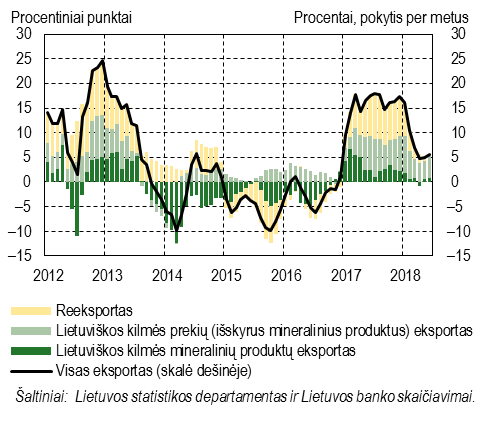 Procentiniai punktai Procentai, pokytis per metus
30 30
25 25
20 20
15 15
10 10
5 5
0 0
–5 –5
–10 –10
–15 –15
2012 2013 2014 2015 2016 2017 2018
Reeksportas
Lietuviškos kilmės prekių (išskyrus mineralinius produktus) eksportas
Lietuviškos kilmės mineralinių produktų eksportas
Visas eksportas (skalė dešinėje)
Šaltiniai: Lietuvos statistikos departamentas ir Lietuvos banko skaičiavimai.